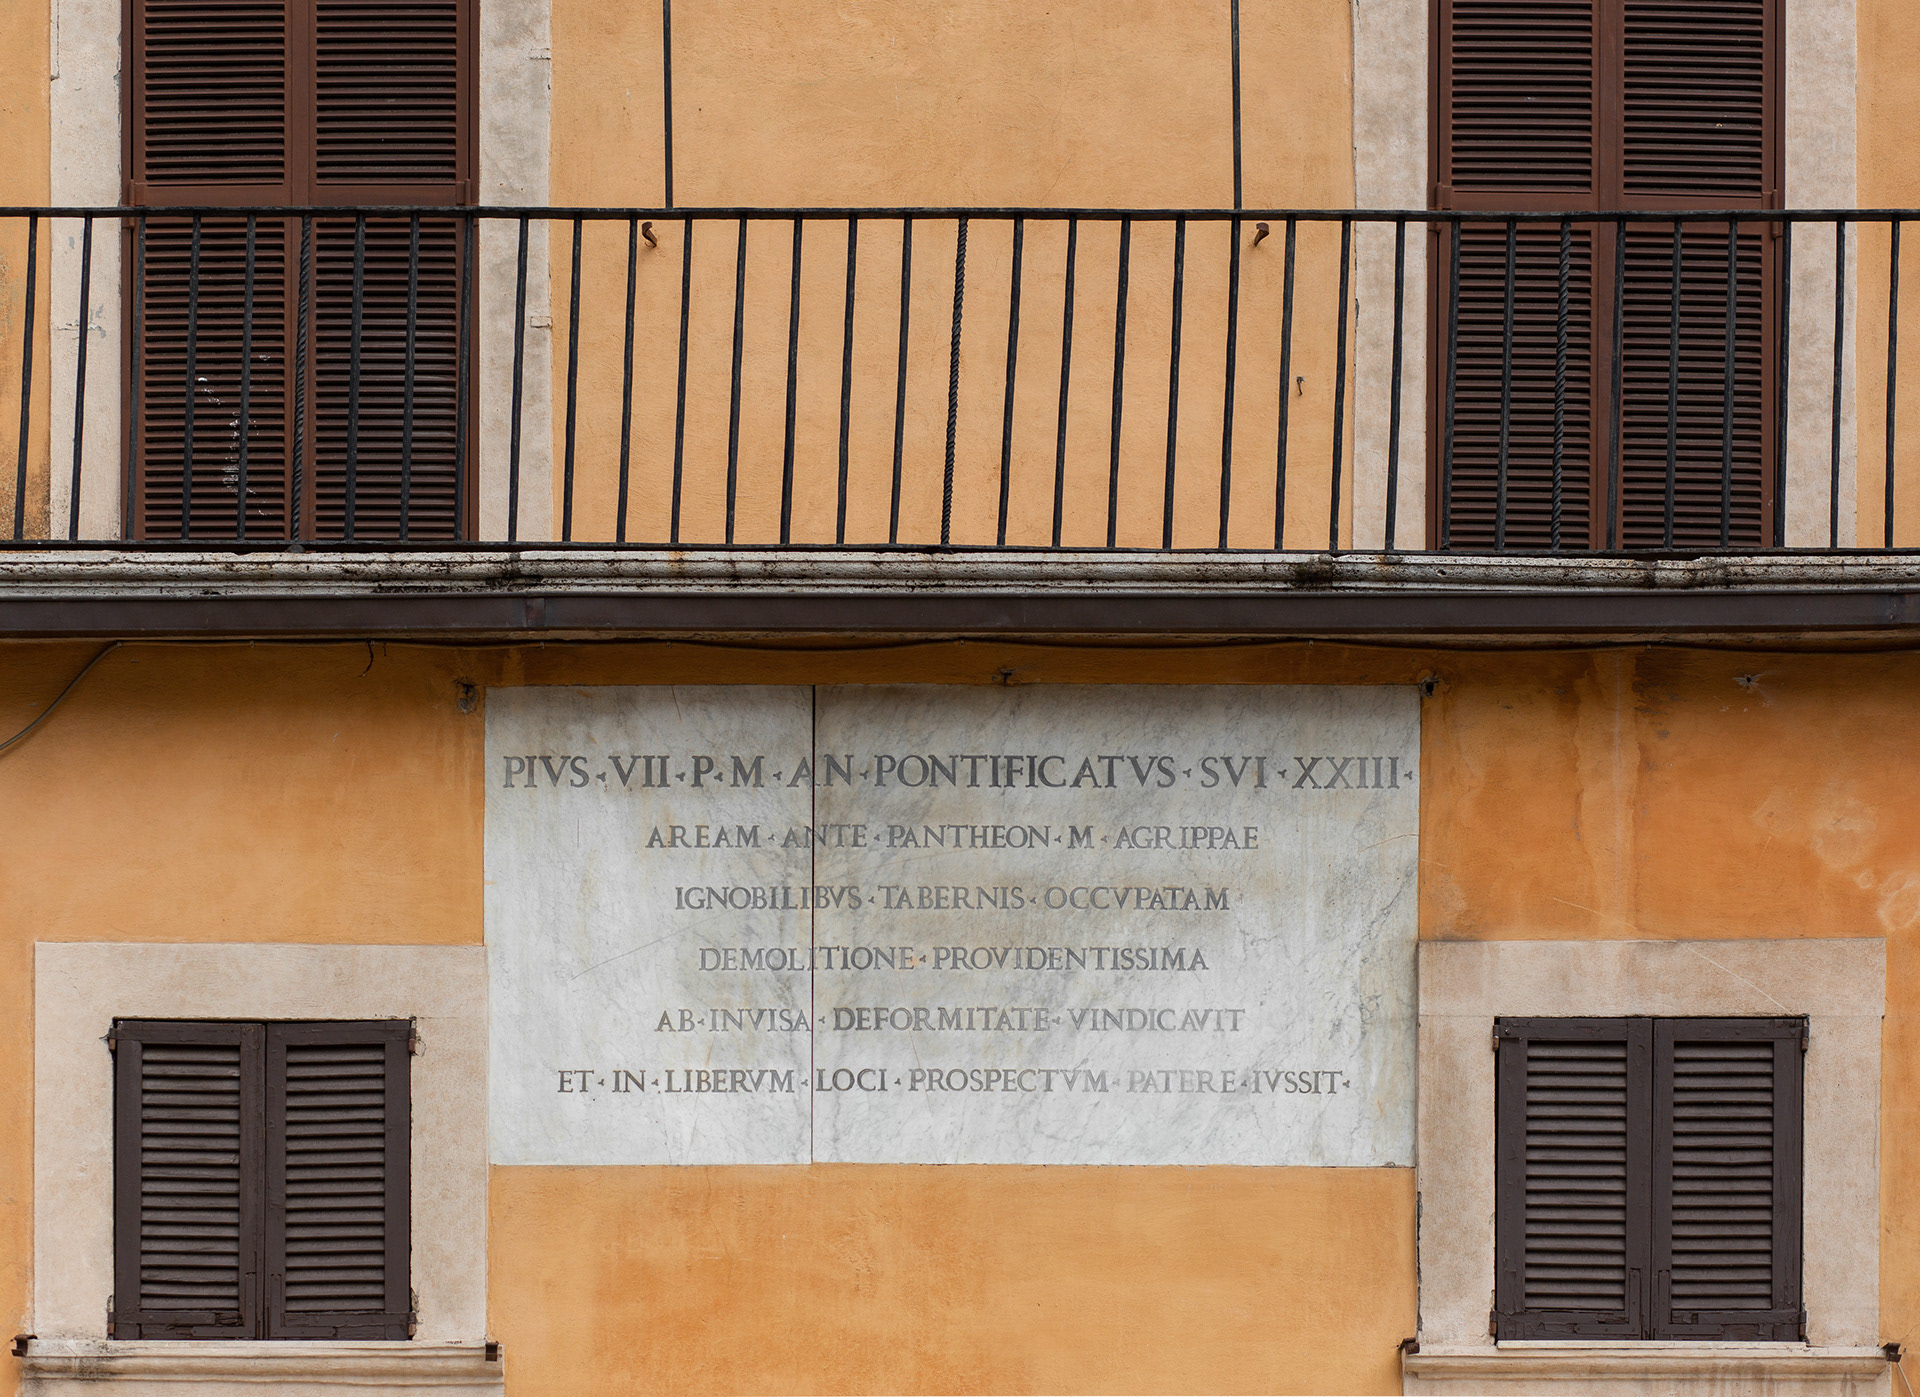 PIVS · VII · P · M · AN · PONTIFICATVS · SVI · XXIII ·
AREAM · ANTE · PANTHEON · M · AGRIPPAE
IGNOBILIBVS · TABERNIS · OCCVPATAM
DEMOLITIONE · PROVIDENTISSIMA
AB · INVISA · DEFORMITATE · VINDICAVIT
ET · IN · LIBERVM · LOCI · PROSPECTVM · PATERE · IVSSIT ·